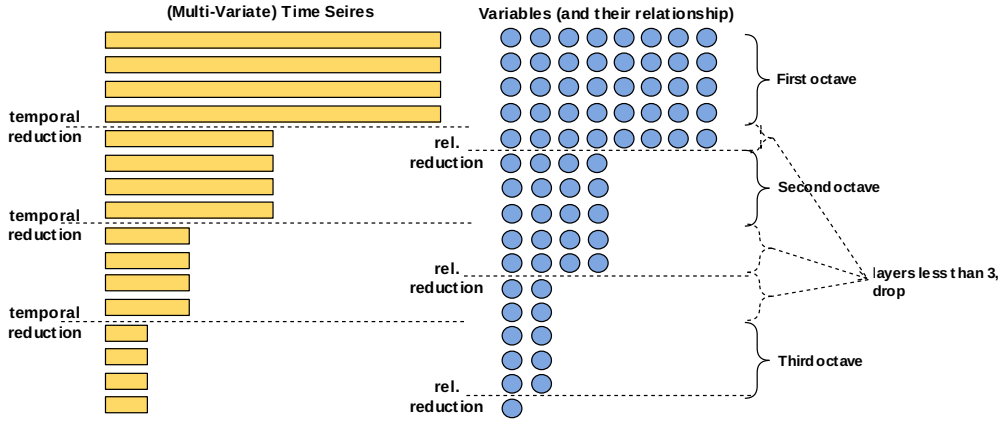 (Multi-Variate) Time Seires
Variables (and their relationship)
First octave
temporal
reduction
rel.
reduction
Second octave
temporal
reduction
rel.
reduction
layers less than 3,
drop
temporal
reduction
Third octave
rel.
reduction